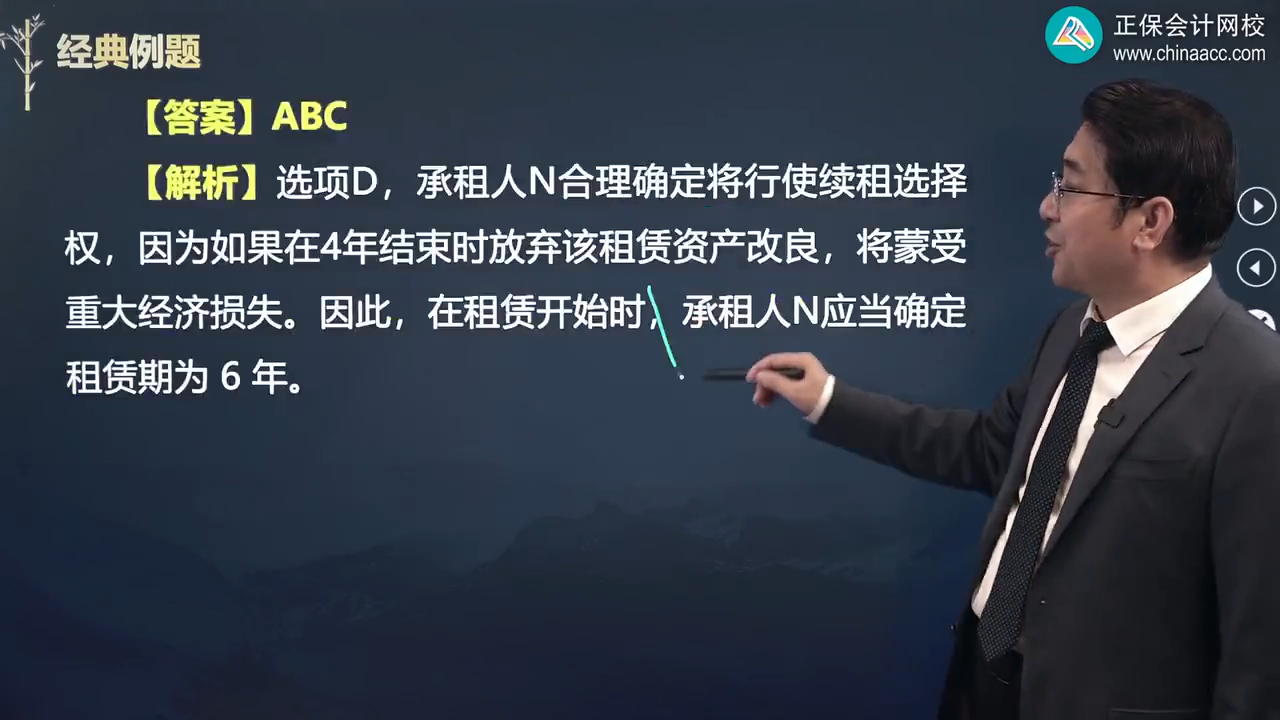 经典例题
正保会计网校
www.chinaacc.com
【答案】ABC
【解析】选项D，承租人N合理确定将行使续租选择
权，因为如果在4年结束时放弃该租赁资产改良，将蒙受
重大经济损失。因此，在租赁开始时，承租人N应当确定
租赁期为 6 年。